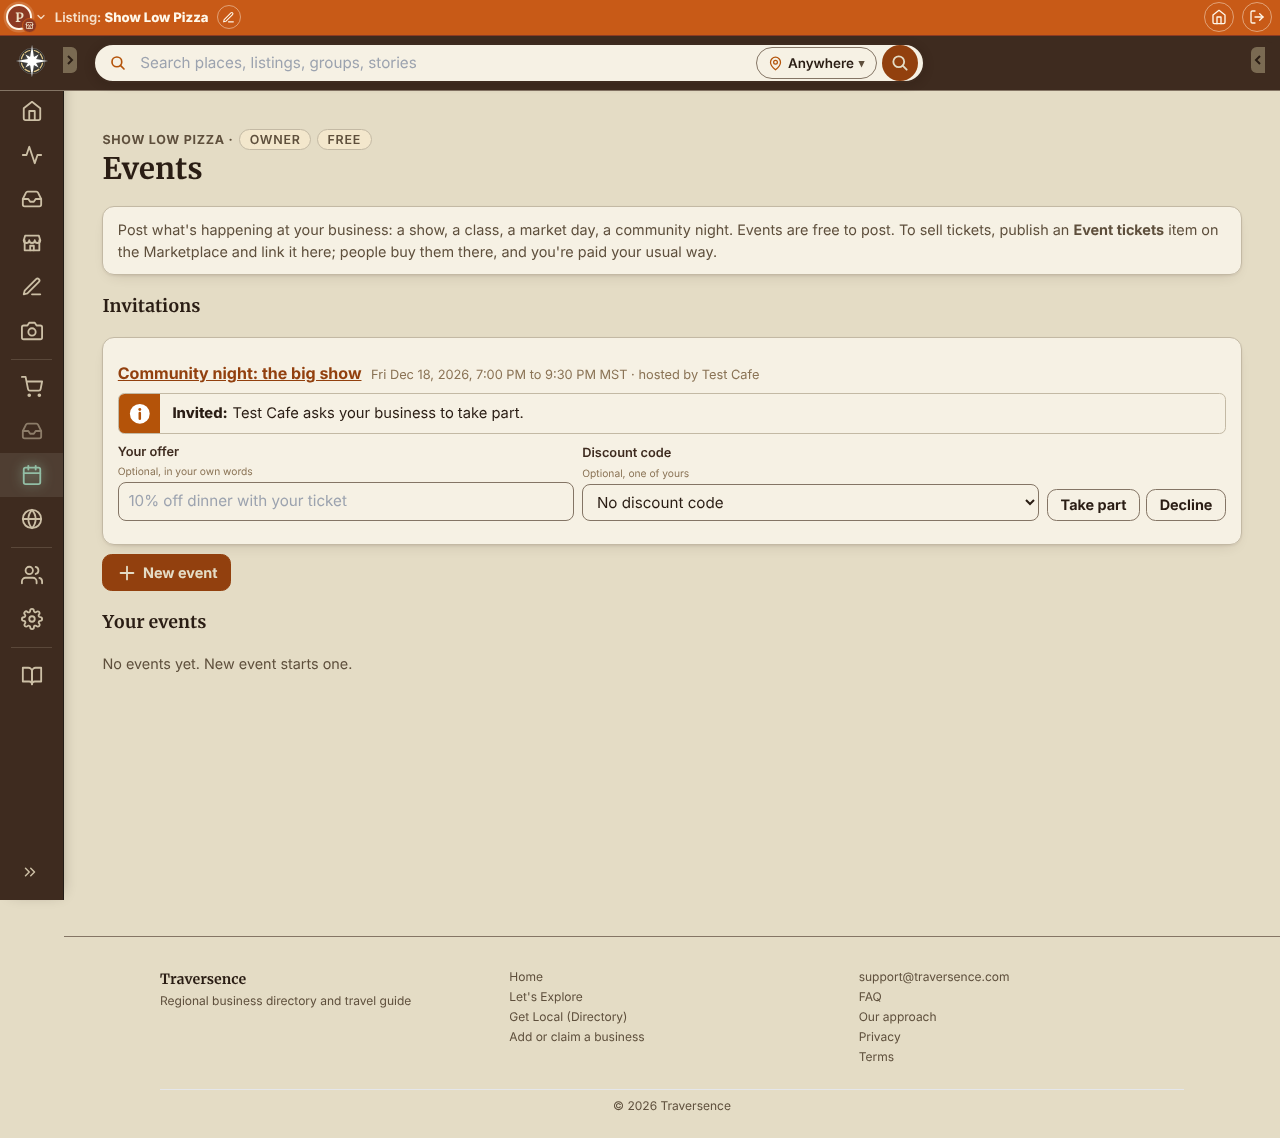 P
Listing: Show Low Pizza
Search places, listings, groups, stories
Anywhere ▾
SHOW LOW PIZZA · OWNER FREE
Events
Post what's happening at your business: a show, a class, a market day, a community night. Events are free to post. To sell tickets, publish an Event tickets item on
the Marketplace and link it here; people buy them there, and you're paid your usual way.
Invitations
Community night: the big show Fri Dec 18, 2026, 7:00 PM to 9:30 PM MST · hosted by Test Cafe
Invited: Test Cafe asks your business to take part.
Your offer
Optional, in your own words
10% off dinner with your ticket
Discount code
Optional, one of yours
No discount code
Take part
Decline
New event
Your events
No events yet. New event starts one.
Traversence
Regional business directory and travel guide
Home
Let's Explore
Get Local (Directory)
Add or claim a business
support@traversence.com
FAQ
Our approach
Privacy
Terms
© 2026 Traversence